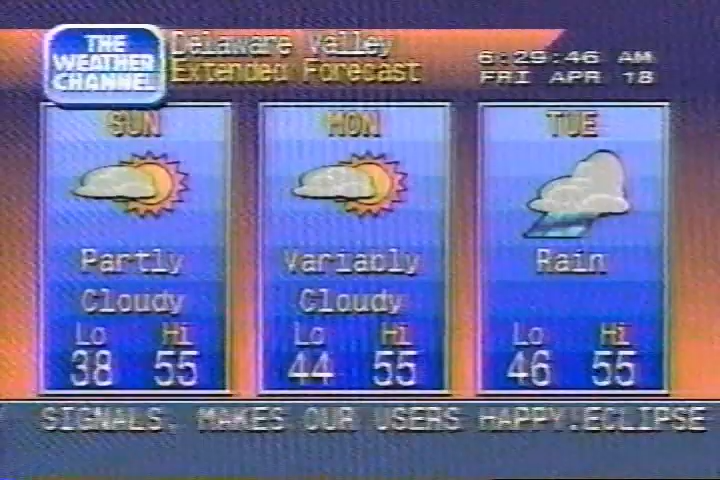 THE
WEATHER
CHANNEL
Delaware Valley
Extended Forecast
6:29:46 AM
FRI APR 18
SUN
MON
TUE
Partly
Cloudy
Variably
Cloudy
Rain
Lo Hi
38 55
Lo Hi
44 55
Lo Hi
46 55
SIGNALS. MAKES OUR USERS HAPPY.ECLIPSE